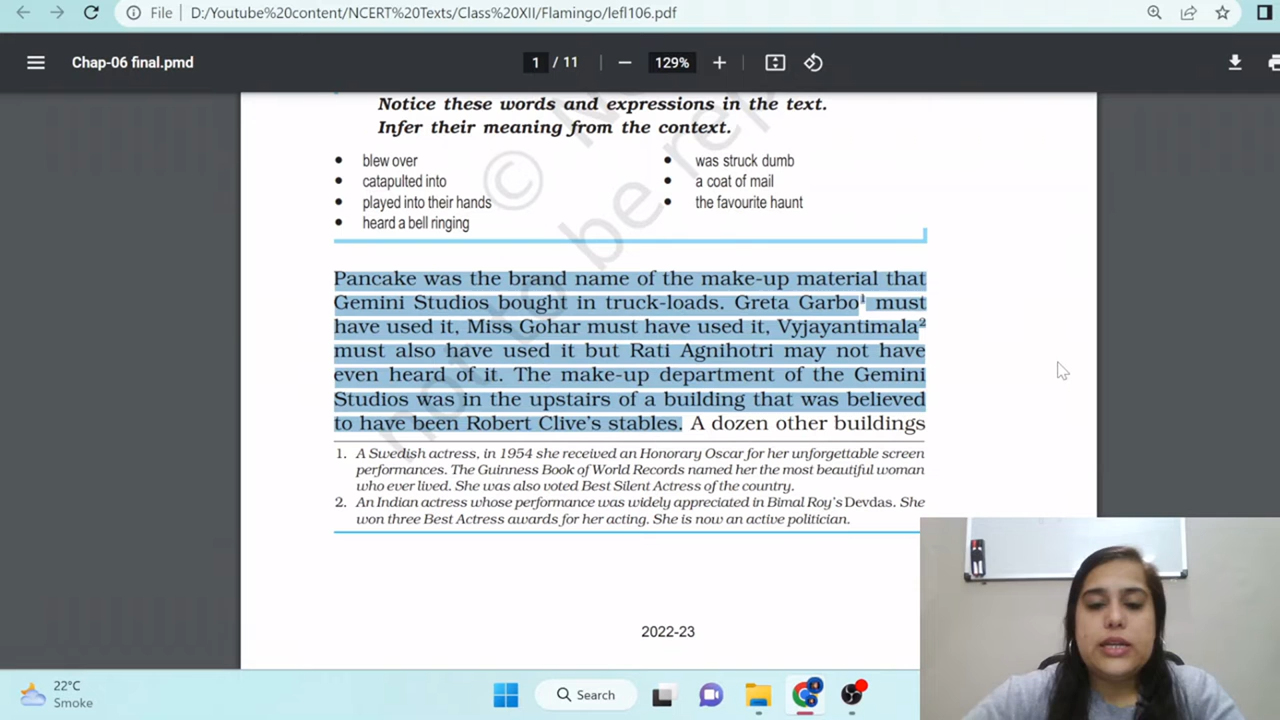 File D:/Youtube%20content/NCERT%20Texts/Class%20XII/Flamingo/lefl106.pdf
Chap-06 final.pmd 1 / 11 129%
Notice these words and expressions in the text.
Infer their meaning from the context.
• blew over • was struck dumb
• catapulted into • a coat of mail
• played into their hands • the favourite haunt
• heard a bell ringing
Pancake was the brand name of the make-up material that
Gemini Studios bought in truck-loads. Greta Garbo¹ must
have used it, Miss Gohar must have used it, Vyjayantimala²
must also have used it but Rati Agnihotri may not have
even heard of it. The make-up department of the Gemini
Studios was in the upstairs of a building that was believed
to have been Robert Clive's stables. A dozen other buildings
1. A Swedish actress, in 1954 she received an Honorary Oscar for her unforgettable screen
performances. The Guinness Book of World Records named her the most beautiful woman
who ever lived. She was also voted Best Silent Actress of the country.
2. An Indian actress whose performance was widely appreciated in Bimal Roy's Devdas. She
won three Best Actress awards for her acting. She is now an active politician.
2022-23
22°C
Smoke
Search